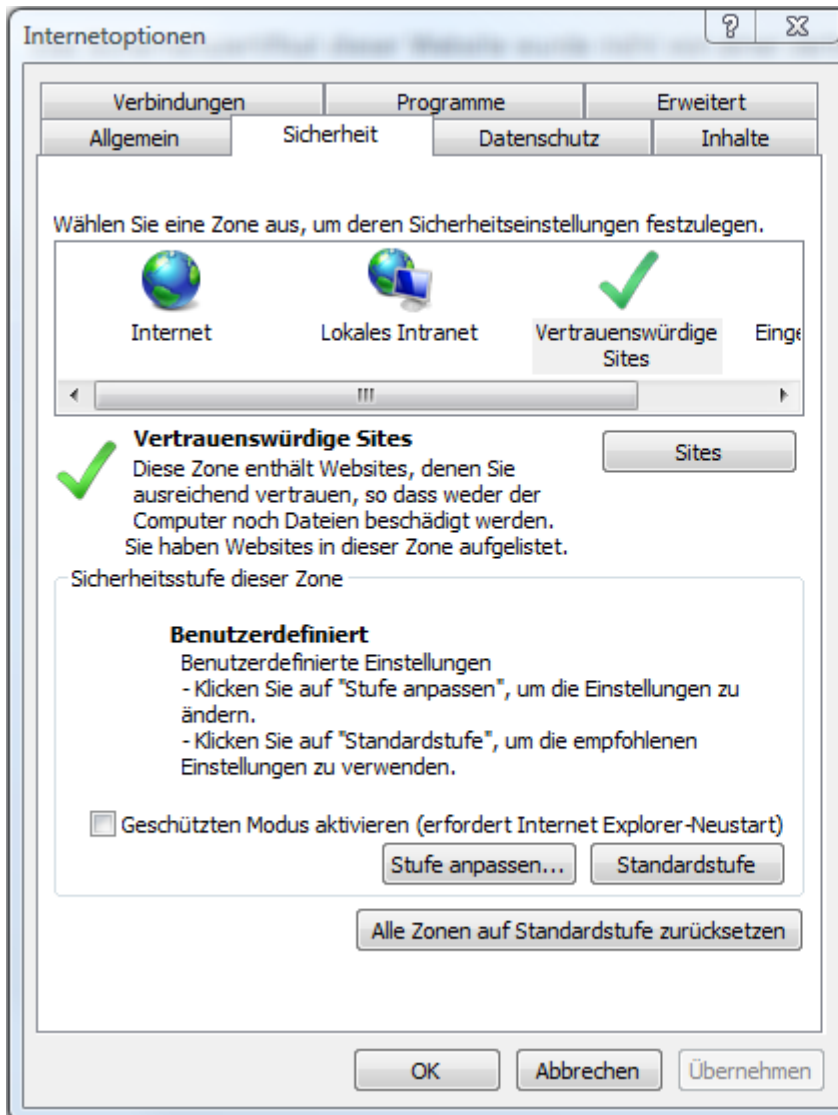 Internetoptionen
Verbindungen Programme Erweitert
Allgemein Sicherheit Datenschutz Inhalte
Wählen Sie eine Zone aus, um deren Sicherheitseinstellungen festzulegen.
Internet Lokales Intranet Vertrauenswürdige Einge
Sites
Vertrauenswürdige Sites Sites
Diese Zone enthält Websites, denen Sie
ausreichend vertrauen, so dass weder der
Computer noch Dateien beschädigt werden.
Sie haben Websites in dieser Zone aufgelistet.
Sicherheitsstufe dieser Zone
Benutzerdefiniert
Benutzerdefinierte Einstellungen
- Klicken Sie auf "Stufe anpassen", um die Einstellungen zu
ändern.
- Klicken Sie auf "Standardstufe", um die empfohlenen
Einstellungen zu verwenden.
Geschützten Modus aktivieren (erfordert Internet Explorer-Neustart)
Stufe anpassen... Standardstufe
Alle Zonen auf Standardstufe zurücksetzen
OK Abbrechen Übernehmen